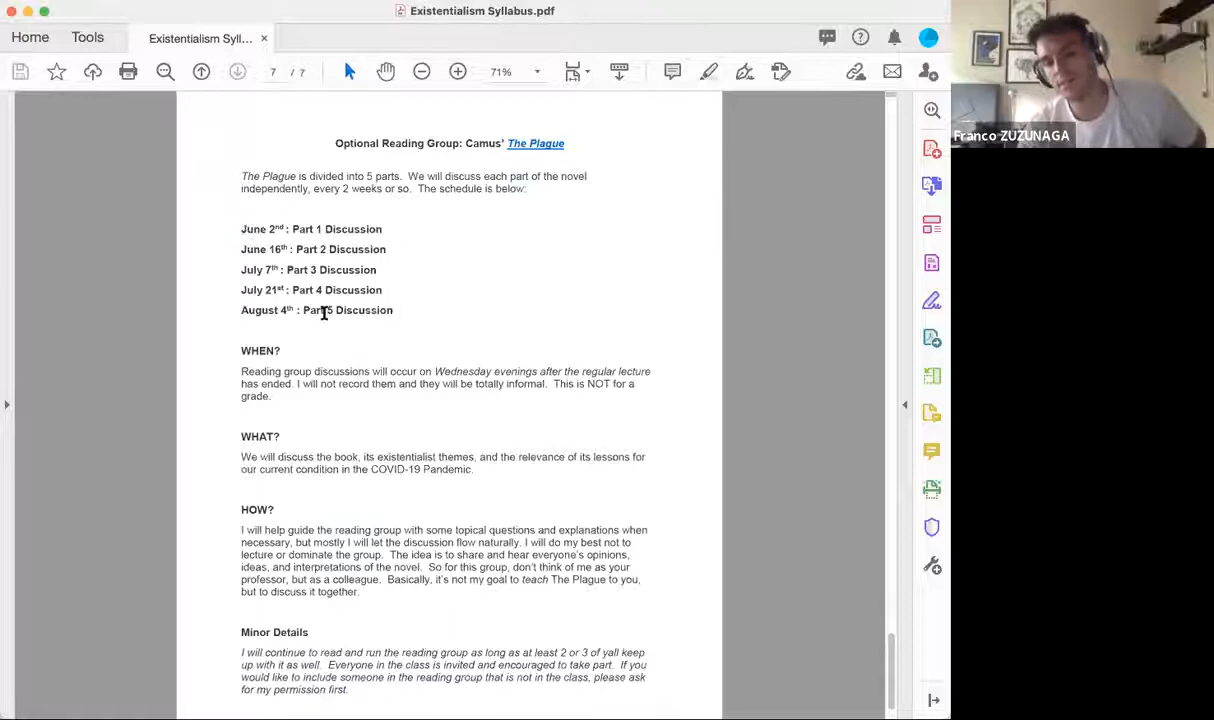 Existentialism Syllabus.pdf
Home
Tools
Existentialism Syll...
7 / 7
71%
Franco ZUZUNAGA
Optional Reading Group: Camus' The Plague
The Plague is divided into 5 parts. We will discuss each part of the novel
independently, every 2 weeks or so. The schedule is below:
June 2nd : Part 1 Discussion
June 16th : Part 2 Discussion
July 7th : Part 3 Discussion
July 21st : Part 4 Discussion
August 4th : Part 5 Discussion
WHEN?
Reading group discussions will occur on Wednesday evenings after the regular lecture
has ended. I will not record them and they will be totally informal. This is NOT for a
grade.
WHAT?
We will discuss the book, its existentialist themes, and the relevance of its lessons for
our current condition in the COVID-19 Pandemic.
HOW?
I will help guide the reading group with some topical questions and explanations when
necessary, but mostly I will let the discussion flow naturally. I will do my best not to
lecture or dominate the group. The idea is to share and hear everyone's opinions,
ideas, and interpretations of the novel. So for this group, don't think of me as your
professor, but as a colleague. Basically, it's not my goal to teach The Plague to you,
but to discuss it together.
Minor Details
I will continue to read and run the reading group as long as at least 2 or 3 of yall keep
up with it as well. Everyone in the class is invited and encouraged to take part. If you
would like to include someone in the reading group that is not in the class, please ask
for my permission first.